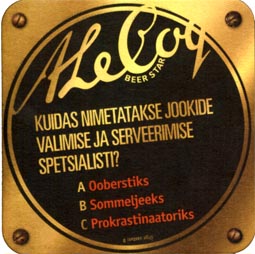 A Le Coq
BEER STAR
KUIDAS NIMETATAKSE JOOKIDE
VALIMISE JA SERVEERIMISE
SPETSIALISTI?
A Ooberstiks
B Sommeljeeks
C Prokrastinaatoriks